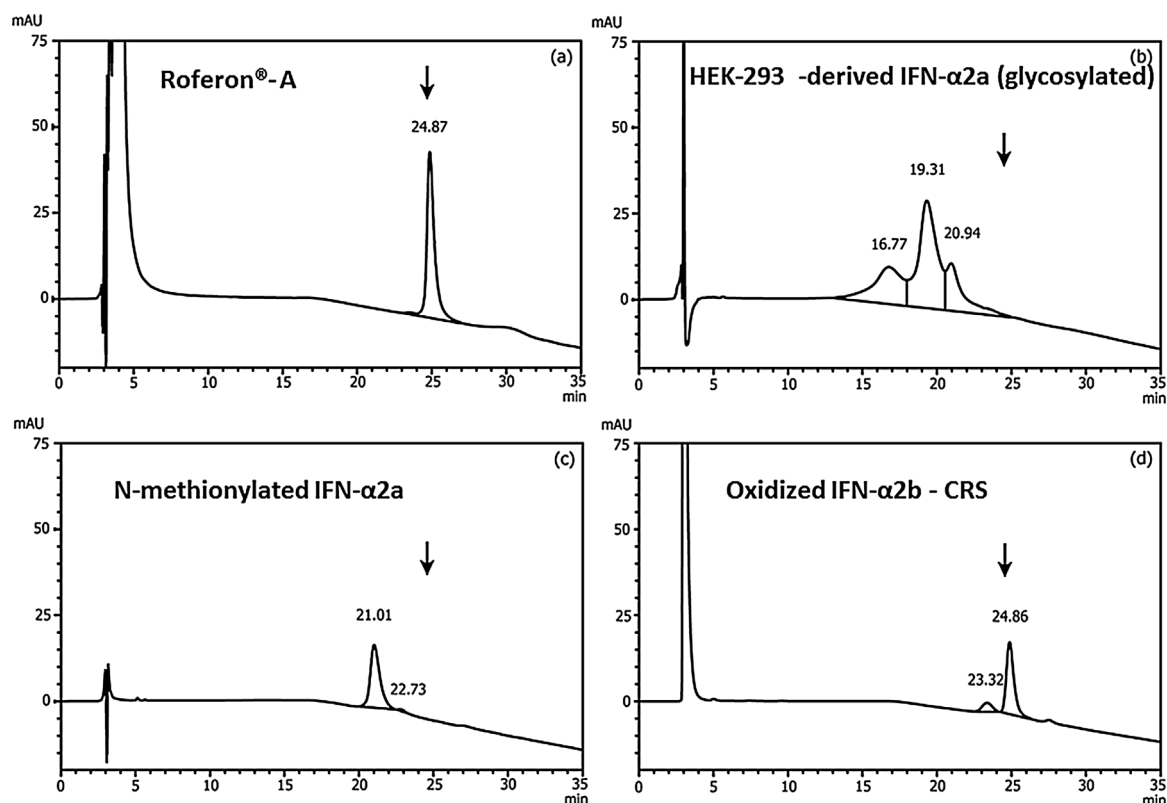 mAU
75
50
25
0
(a)
Roferon®-A
24.87
0 5 10 15 20 25 30 35
min
mAU
75
50
25
0
(b)
HEK-293 -derived IFN-α2a (glycosylated)
19.31
16.77
20.94
0 5 10 15 20 25 30 35
min
mAU
75
50
25
0
(c)
N-methionylated IFN-α2a
21.01
22.73
0 5 10 15 20 25 30 35
min
mAU
75
50
25
0
(d)
Oxidized IFN-α2b - CRS
24.86
23.32
0 5 10 15 20 25 30 35
min